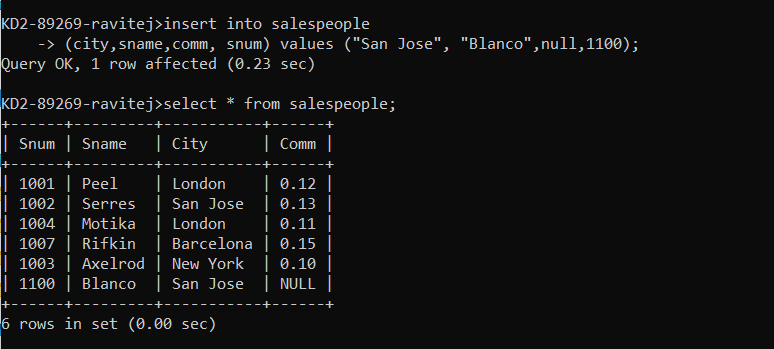 KD2-89269-ravitej>insert into salespeople
    -> (city,sname,comm, snum) values ("San Jose", "Blanco",null,1100);
Query OK, 1 row affected (0.23 sec)

KD2-89269-ravitej>select * from salespeople;
+------+---------+-----------+------+
| Snum | Sname   | City      | Comm |
+------+---------+-----------+------+
| 1001 | Peel    | London    | 0.12 |
| 1002 | Serres  | San Jose  | 0.13 |
| 1004 | Motika  | London    | 0.11 |
| 1007 | Rifkin  | Barcelona | 0.15 |
| 1003 | Axelrod | New York  | 0.10 |
| 1100 | Blanco  | San Jose  | NULL |
+------+---------+-----------+------+
6 rows in set (0.00 sec)